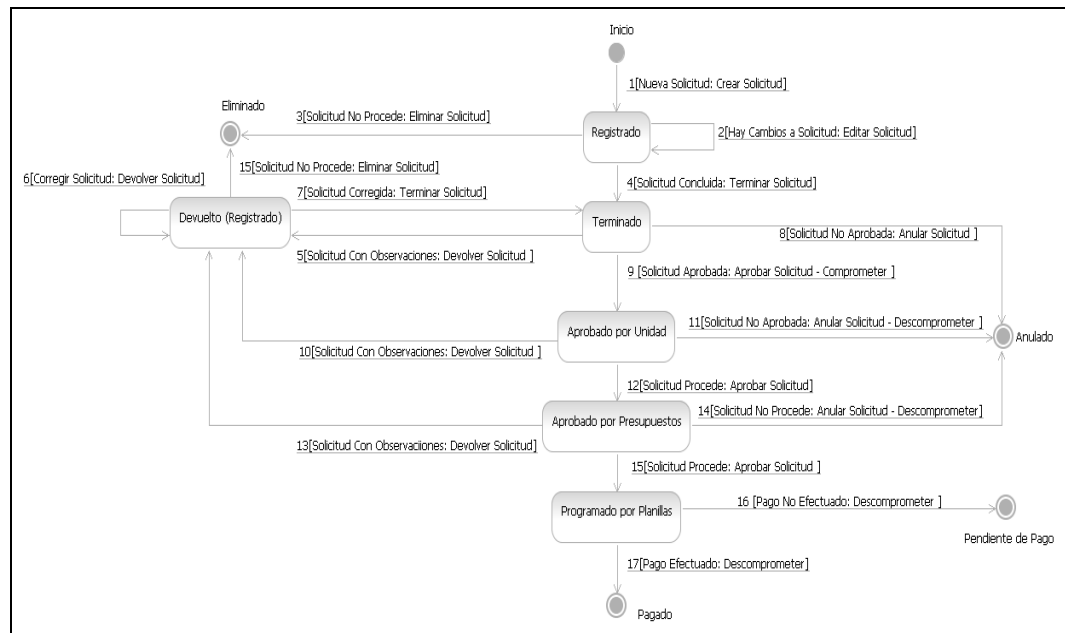 Inicio
1[Nueva Solicitud: Crear Solicitud]
Eliminado
3[Solicitud No Procede: Eliminar Solicitud]
Registrado
2[Hay Cambios a Solicitud: Editar Solicitud]
15[Solicitud No Procede: Eliminar Solicitud]
6[Corregir Solicitud: Devolver Solicitud]
7[Solicitud Corregida: Terminar Solicitud]
4[Solicitud Concluida: Terminar Solicitud]
Devuelto (Registrado)
Terminado
8[Solicitud No Aprobada: Anular Solicitud ]
5[Solicitud Con Observaciones: Devolver Solicitud ]
9 [Solicitud Aprobada: Aprobar Solicitud - Comprometer ]
Aprobado por Unidad
11[Solicitud No Aprobada: Anular Solicitud - Descomprometer ]
Anulado
10[Solicitud Con Observaciones: Devolver Solicitud ]
12[Solicitud Procede: Aprobar Solicitud]
Aprobado por Presupuestos
14[Solicitud No Procede: Anular Solicitud - Descomprometer]
13[Solicitud Con Observaciiones: Devolver Solicitud]
15[Solicitud Procede: Aprobar Solicitud ]
Programado por Planillas
16 [Pago No Efectuado: Descomprometer ]
Pendiente de Pago
17[Pago Efectuado: Descomprometer]
Pagado